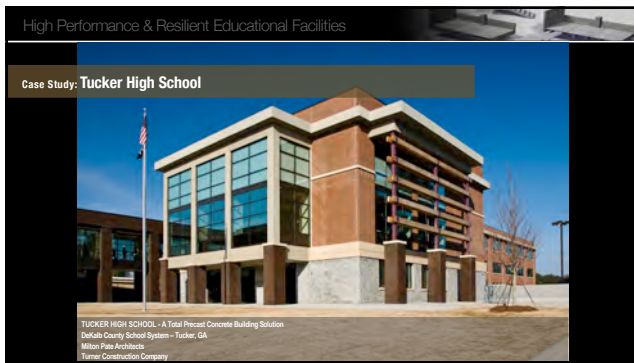 High Performance & Resilient Educational Facilities
Case Study: Tucker High School
TUCKER HIGH SCHOOL - A Total Precast Concrete Building Solution
DeKalb County School System – Tucker, GA
Milton Pate Architects
Turner Construction Company